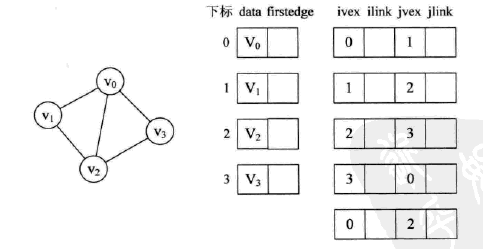 下标 data firstedge ivex ilink jvex jlink
0 V₀ 0 1
v₀
1 V₁ 1 2
v₁
v₃
2 V₂ 2 3
v₂
3 V₃ 3 0
0 2